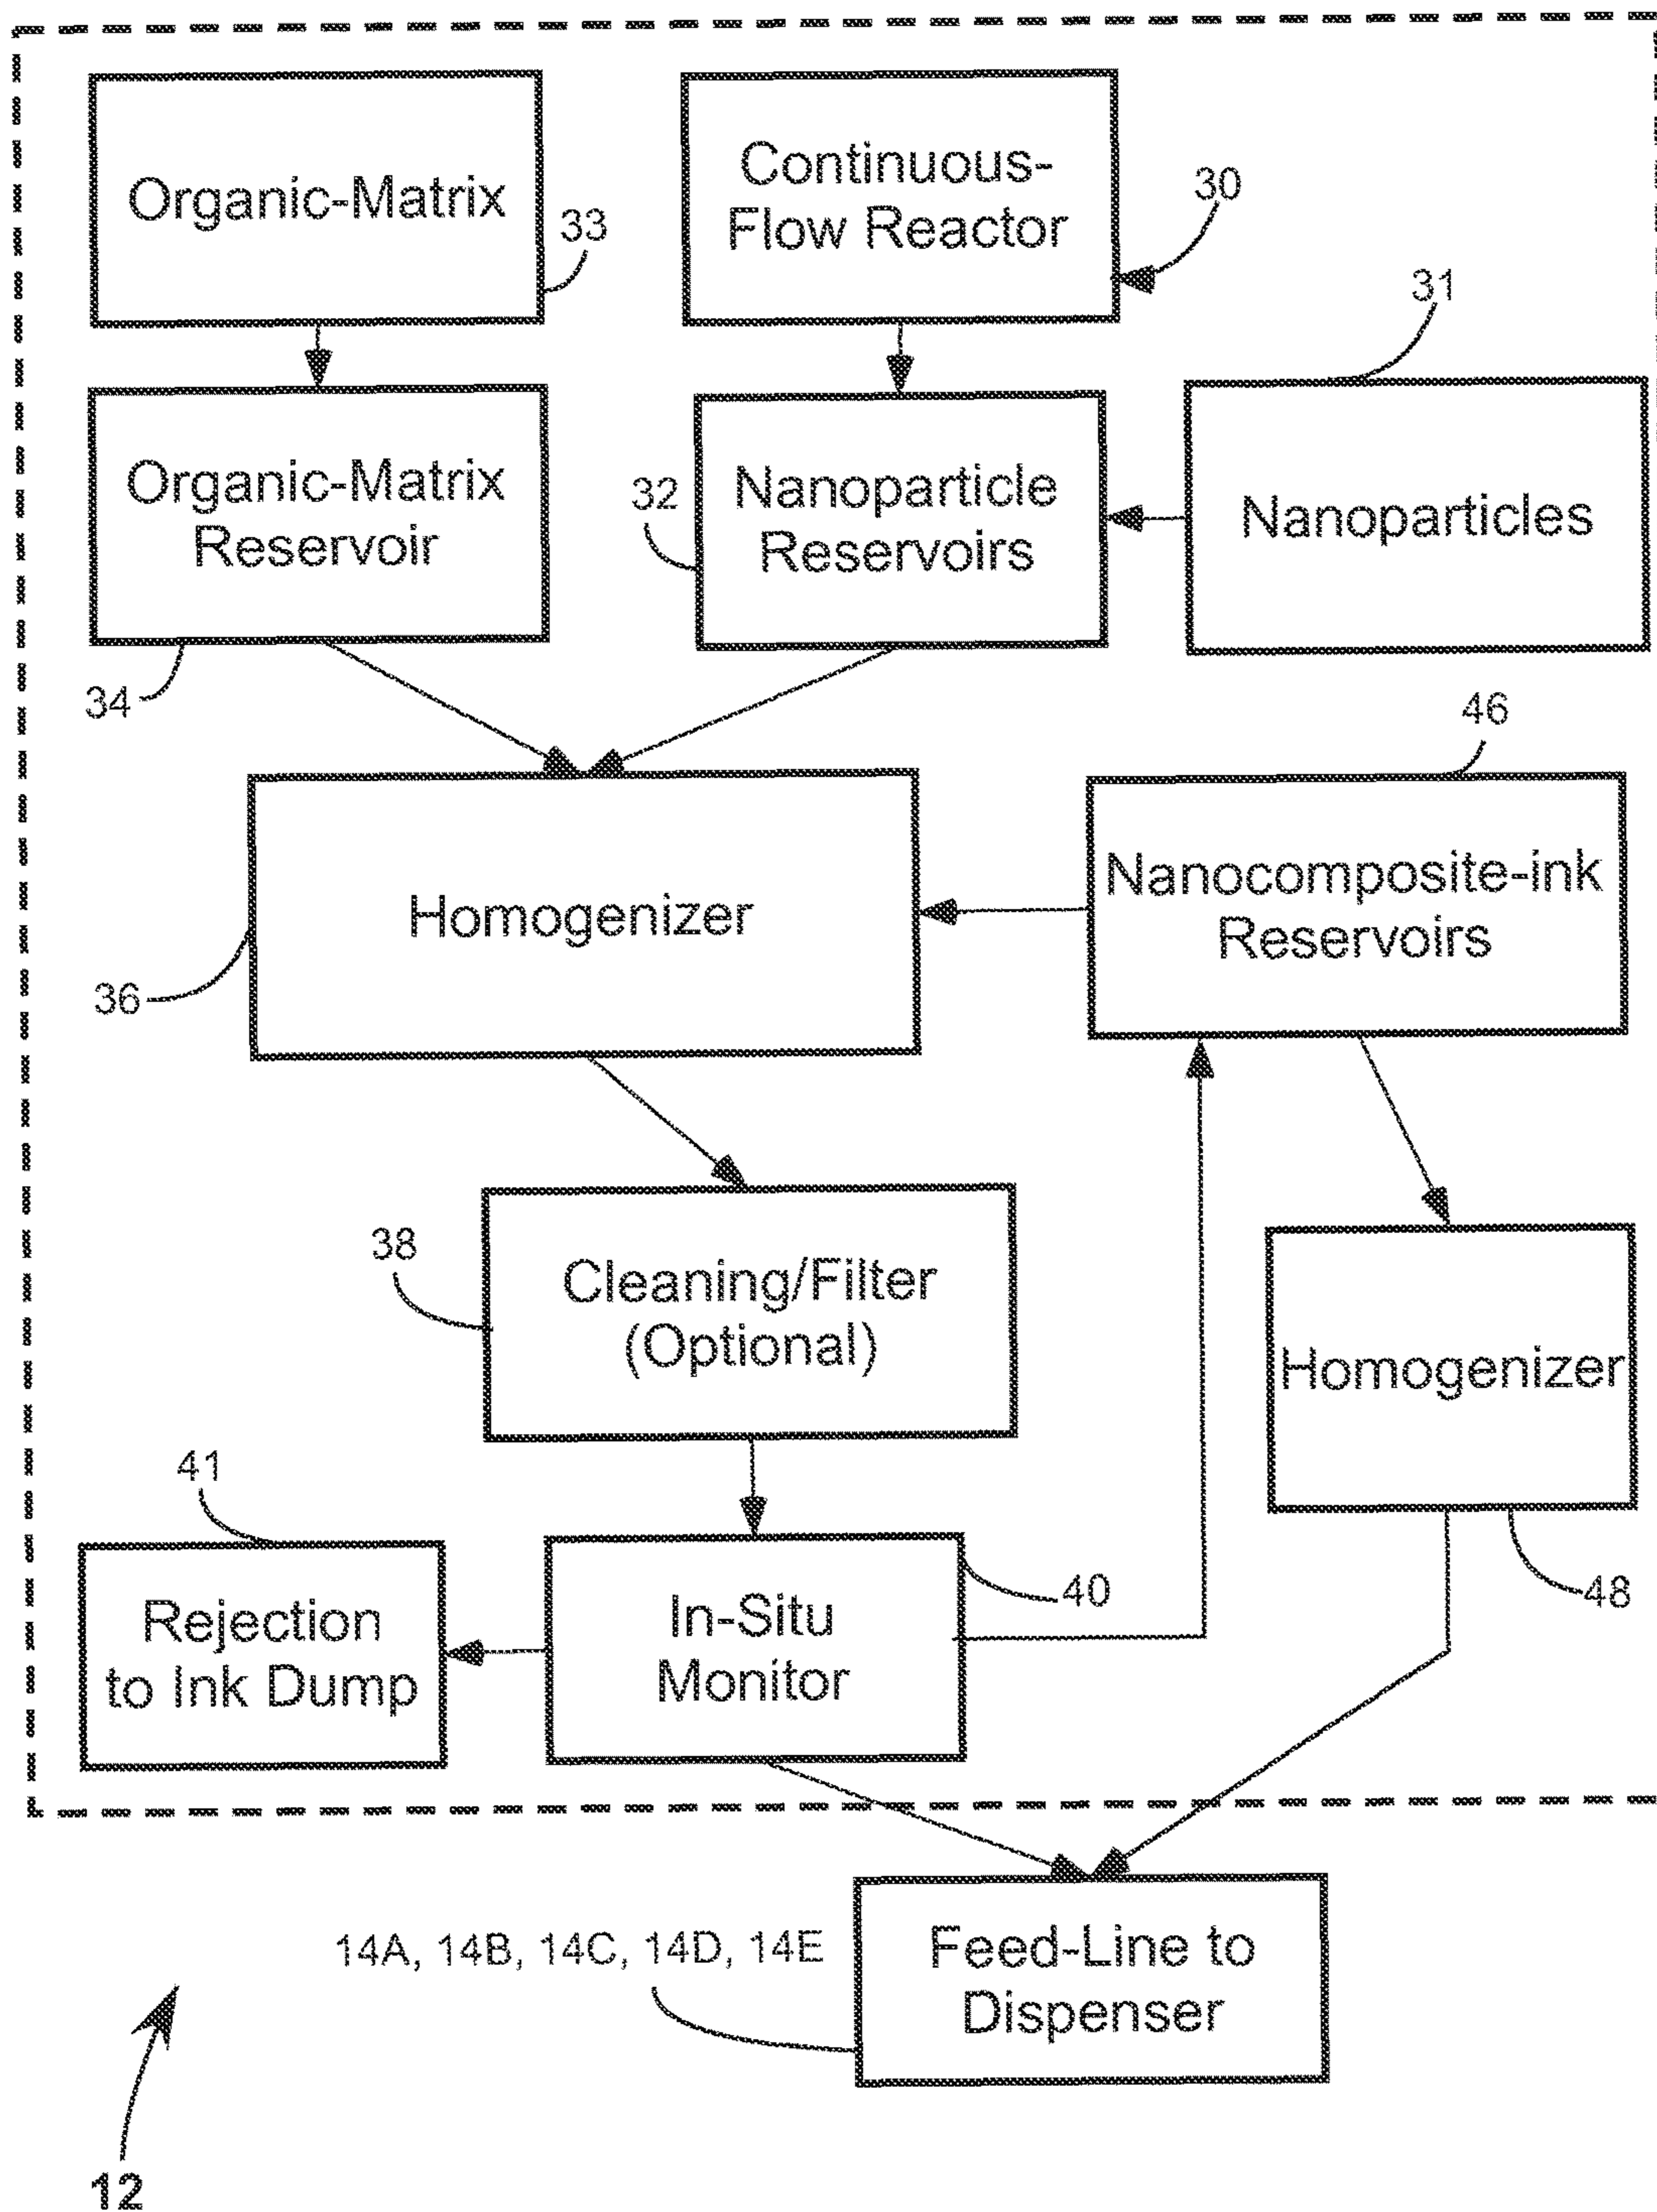 Organic-Matrix
33
Continuous-
Flow Reactor
30
31
Organic-Matrix
Reservoir
34
32
Nanoparticle
Reservoirs
Nanoparticles
46
Homogenizer
36
Nanocomposite-ink
Reservoirs
38
Cleaning/Filter
(Optional)
Homogenizer
48
41
Rejection
to Ink Dump
In-Situ
Monitor
40
14A, 14B, 14C, 14D, 14E
Feed-Line to
Dispenser
12